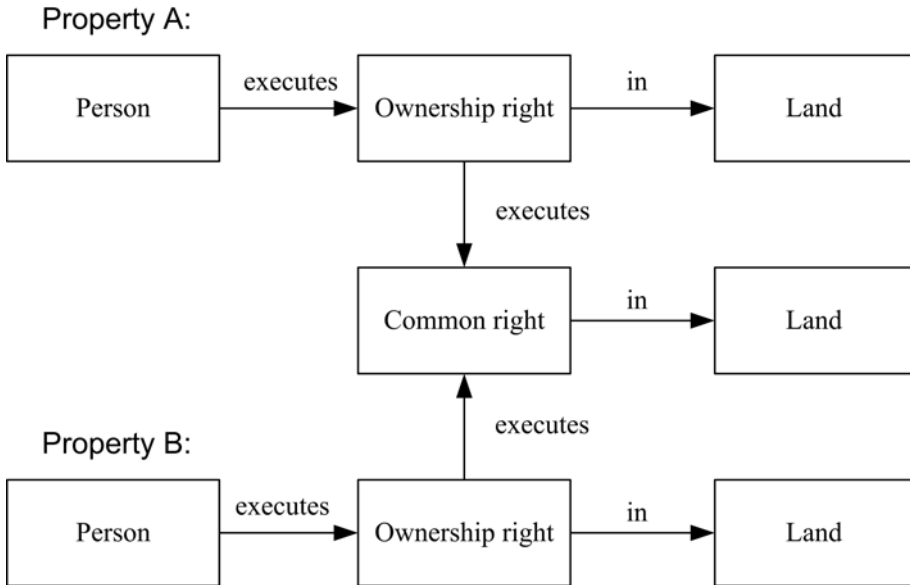 Property A:
executes
in
Person
Ownership right
Land
executes
in
Common right
Land
executes
Property B:
executes
in
Person
Ownership right
Land